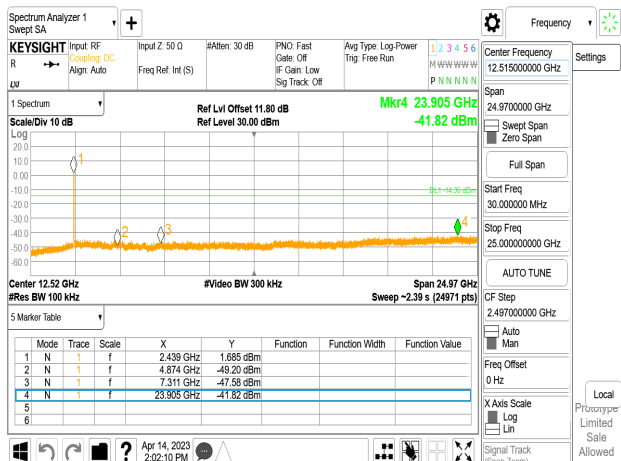 Spectrum Analyzer 1
Swept SA
Frequency
KEYSIGHT
R
Input: RF
Coupling: DC
Align: Auto
Input Z: 50 Ω
Freq Ref: Int (S)
#Atten: 30 dB
PNO: Fast
Gate: Off
IF Gain: Low
Sig Track: Off
Avg Type: Log-Power
Trig: Free Run
1 2 3 4 5 6
M W W W W W
P N N N N N
1 Spectrum
Scale/Div 10 dB
Ref Lvl Offset 11.80 dB
Ref Level 30.00 dBm
Mkr4 23.905 GHz
-41.82 dBm
Log
20.0
10.0
0.00
-10.0
-20.0
-30.0
-40.0
-50.0
-60.0
1
2
3
4
Center 12.52 GHz
#Video BW 300 kHz
Span 24.97 GHz
#Res BW 100 kHz
Sweep ~2.39 s (24971 pts)
5 Marker Table
Mode Trace Scale X Y Function Function Width Function Value
1 N 1 f 2.439 GHz 1.685 dBm
2 N 1 f 4.874 GHz -49.20 dBm
3 N 1 f 7.311 GHz -47.58 dBm
4 N 1 f 23.905 GHz -41.82 dBm
5
6
Apr 14, 2023
2:02:10 PM
Center Frequency
12.515000000 GHz
Settings
Span
24.9700000 GHz
Swept Span
Zero Span
Full Span
Start Freq
30.000000 MHz
Stop Freq
25.000000000 GHz
AUTO TUNE
CF Step
2.497000000 GHz
Auto
Man
Freq Offset
0 Hz
X Axis Scale
Log
Lin
Signal Track
(Span Zoom)
Local
Prototype
Limited
Sale
Allowed